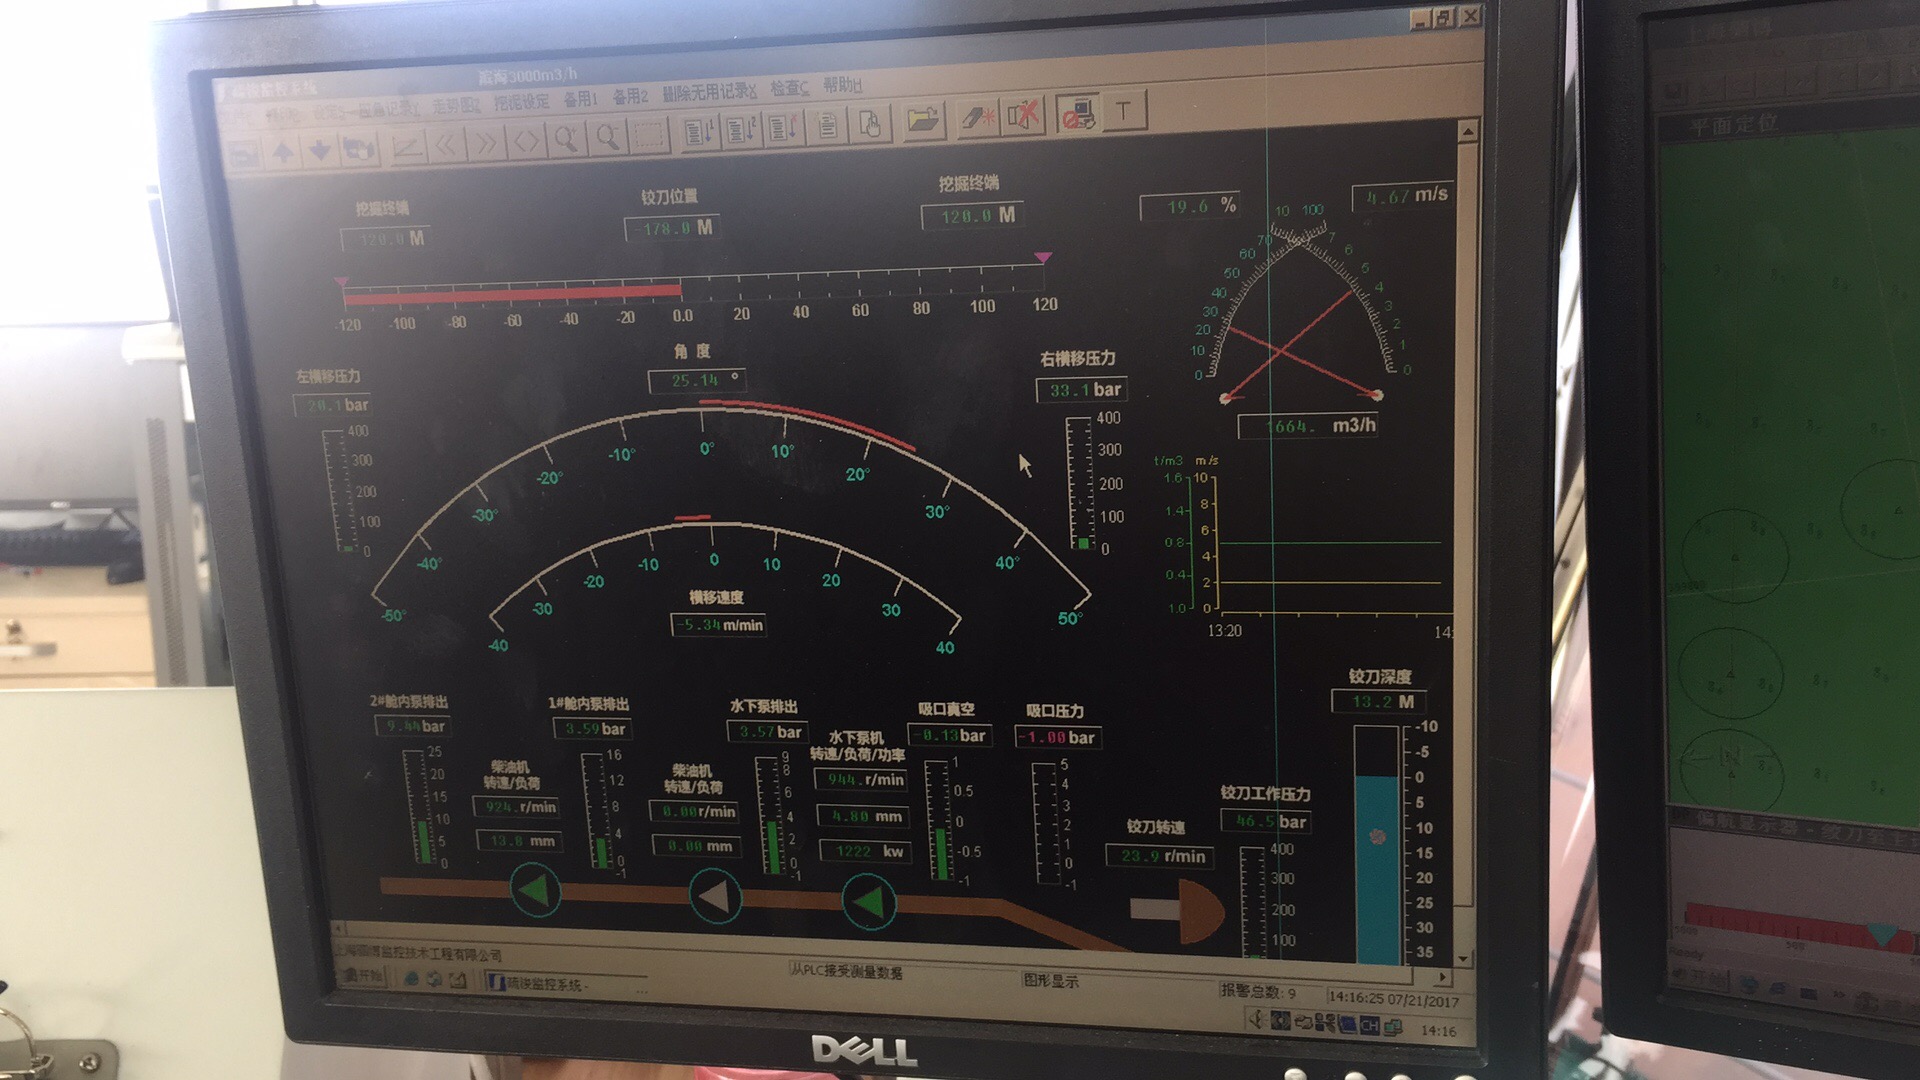 监控系统
3000m3/h
走势图Z 挖掘设定 备用1 备用2 删除无用记录X 检查C 帮助H
T
挖掘终端
120.0 M
铰刀位置
-178.0 M
挖掘终端
120.0 M
19.6 %
4.67 m/s
-120 -100 -80 -60 -40 -20 0.0 20 40 60 80 100 120
10 100
70 7
60 6
50 5
40 4
30 3
20 2
10 1
0 0
1664. m3/h
左横移压力
20.1 bar
400
300
200
100
0
角 度
25.14 °
-50° -40° -30° -20° -10° 0° 10° 20° 30° 40° 50°
-40 -30 -20 -10 0 10 20 30 40
横移速度
-5.34 m/min
右横移压力
33.1 bar
400
300
200
100
0
t/m3 m/s
1.6 10
1.4 8
6
0.8 4
0.4 2
1.0 0
13:20 14:
2#舱内泵排出
9.44 bar
25
20
15
10
5
0
柴油机
转速/负荷
924. r/min
13.8 mm
1#舱内泵排出
3.59 bar
16
12
8
4
0
-1
柴油机
转速/负荷
0.00 r/min
0.00 mm
水下泵排出
3.57 bar
9
8
6
4
2
0
-1
水下泵机
转速/负荷/功率
944. r/min
4.80 mm
1222 kw
吸口真空
-0.13 bar
1
0.5
0
-0.5
-1
吸口压力
-1.00 bar
5
4
3
2
1
0
-1
铰刀转速
23.9 r/min
铰刀工作压力
46.5 bar
400
300
200
100
铰刀深度
13.2 M
-10
-5
0
5
10
15
20
25
30
35
监控技术工程有限公司
从PLC接受测量数据
图形显示
报警总数: 9
14:16:25 07/21/2017
开始
疏浚监控系统 - ...
CH
14:16
DELL
平面定位
偏航显示器
500
Ready
开始